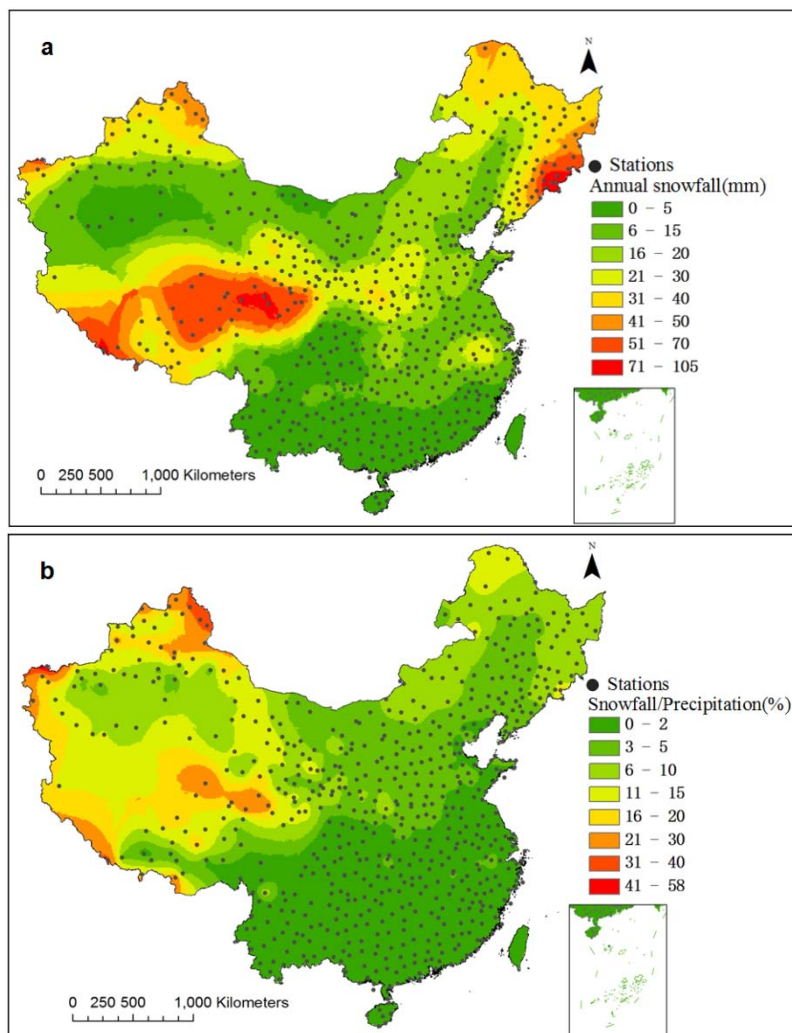 a
N
Stations
Annual snowfall(mm)
0 – 5
6 – 15
16 – 20
21 – 30
31 – 40
41 – 50
51 – 70
71 – 105
0 250 500 1,000 Kilometers
b
N
Stations
Snowfall/Precipitation(%)
0 – 2
3 – 5
6 – 10
11 – 15
16 – 20
21 – 30
31 – 40
41 – 58
0 250 500 1,000 Kilometers